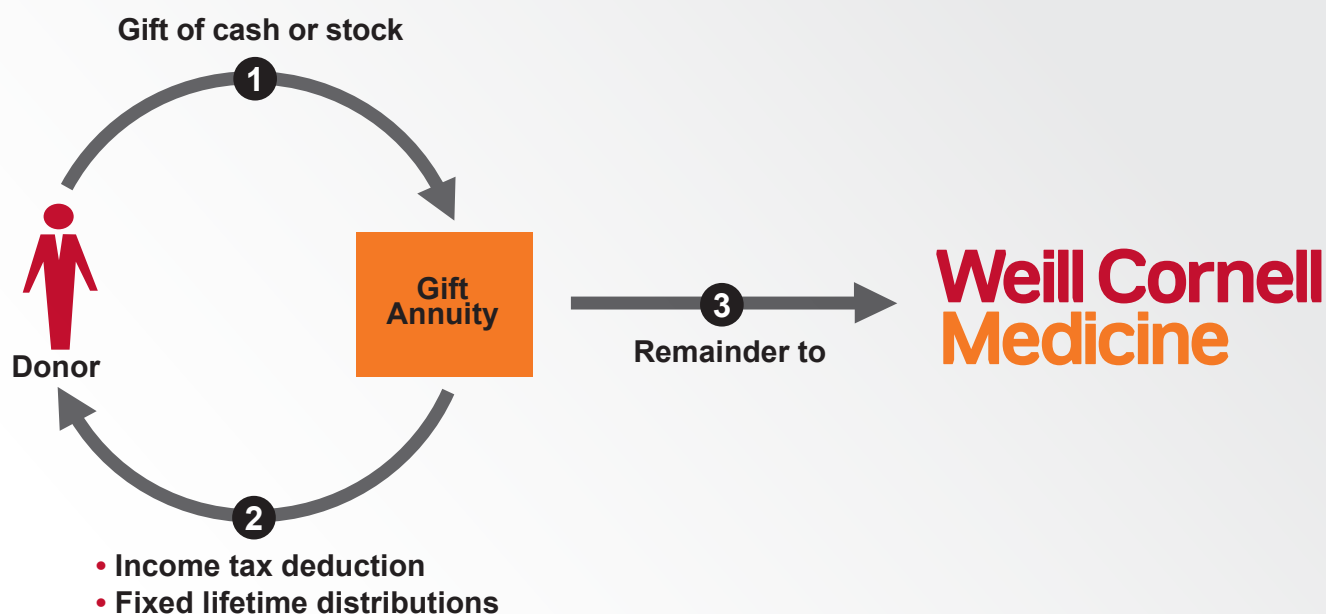 Gift of cash or stock
1
Donor
Gift
Annuity
3
Remainder to
Weill Cornell
Medicine
2
• Income tax deduction
• Fixed lifetime distributions